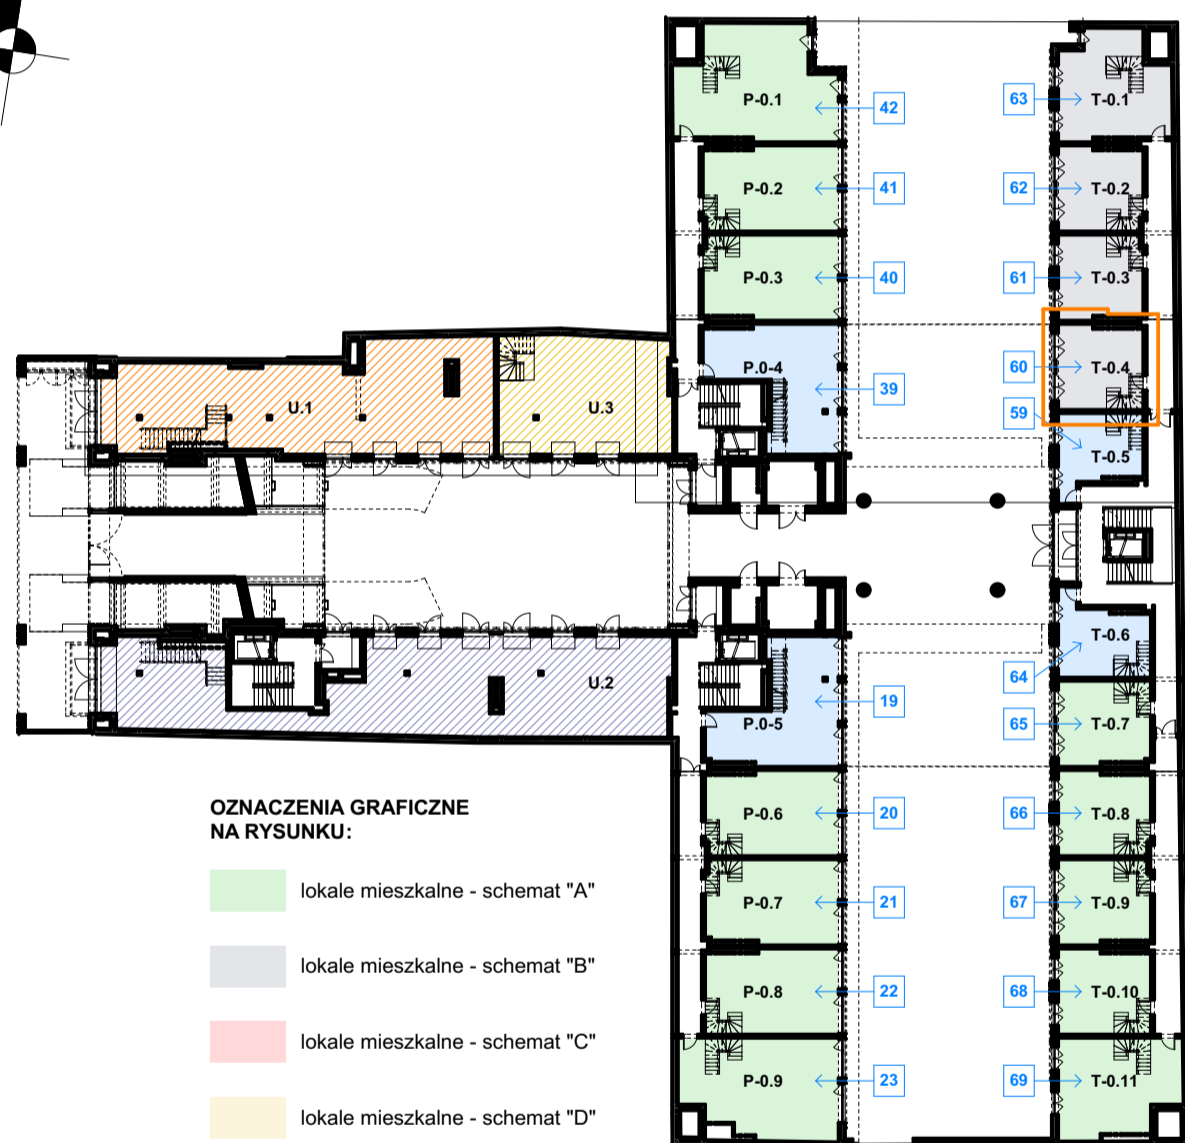 P-0.1
42
63
T-0.1
P-0.2
41
62
T-0.2
P-0.3
40
61
T-0.3
P.0-4
39
60
T-0.4
U.1
U.3
59
T-0.5
T-0.6
64
U.2
P.0-5
19
65
T-0.7
OZNACZENIA GRAFICZNE
NA RYSUNKU:
P-0.6
20
66
T-0.8
lokale mieszkalne - schemat "A"
P-0.7
21
67
T-0.9
lokale mieszkalne - schemat "B"
P-0.8
22
68
T-0.10
lokale mieszkalne - schemat "C"
P-0.9
23
69
T-0.11
lokale mieszkalne - schemat "D"